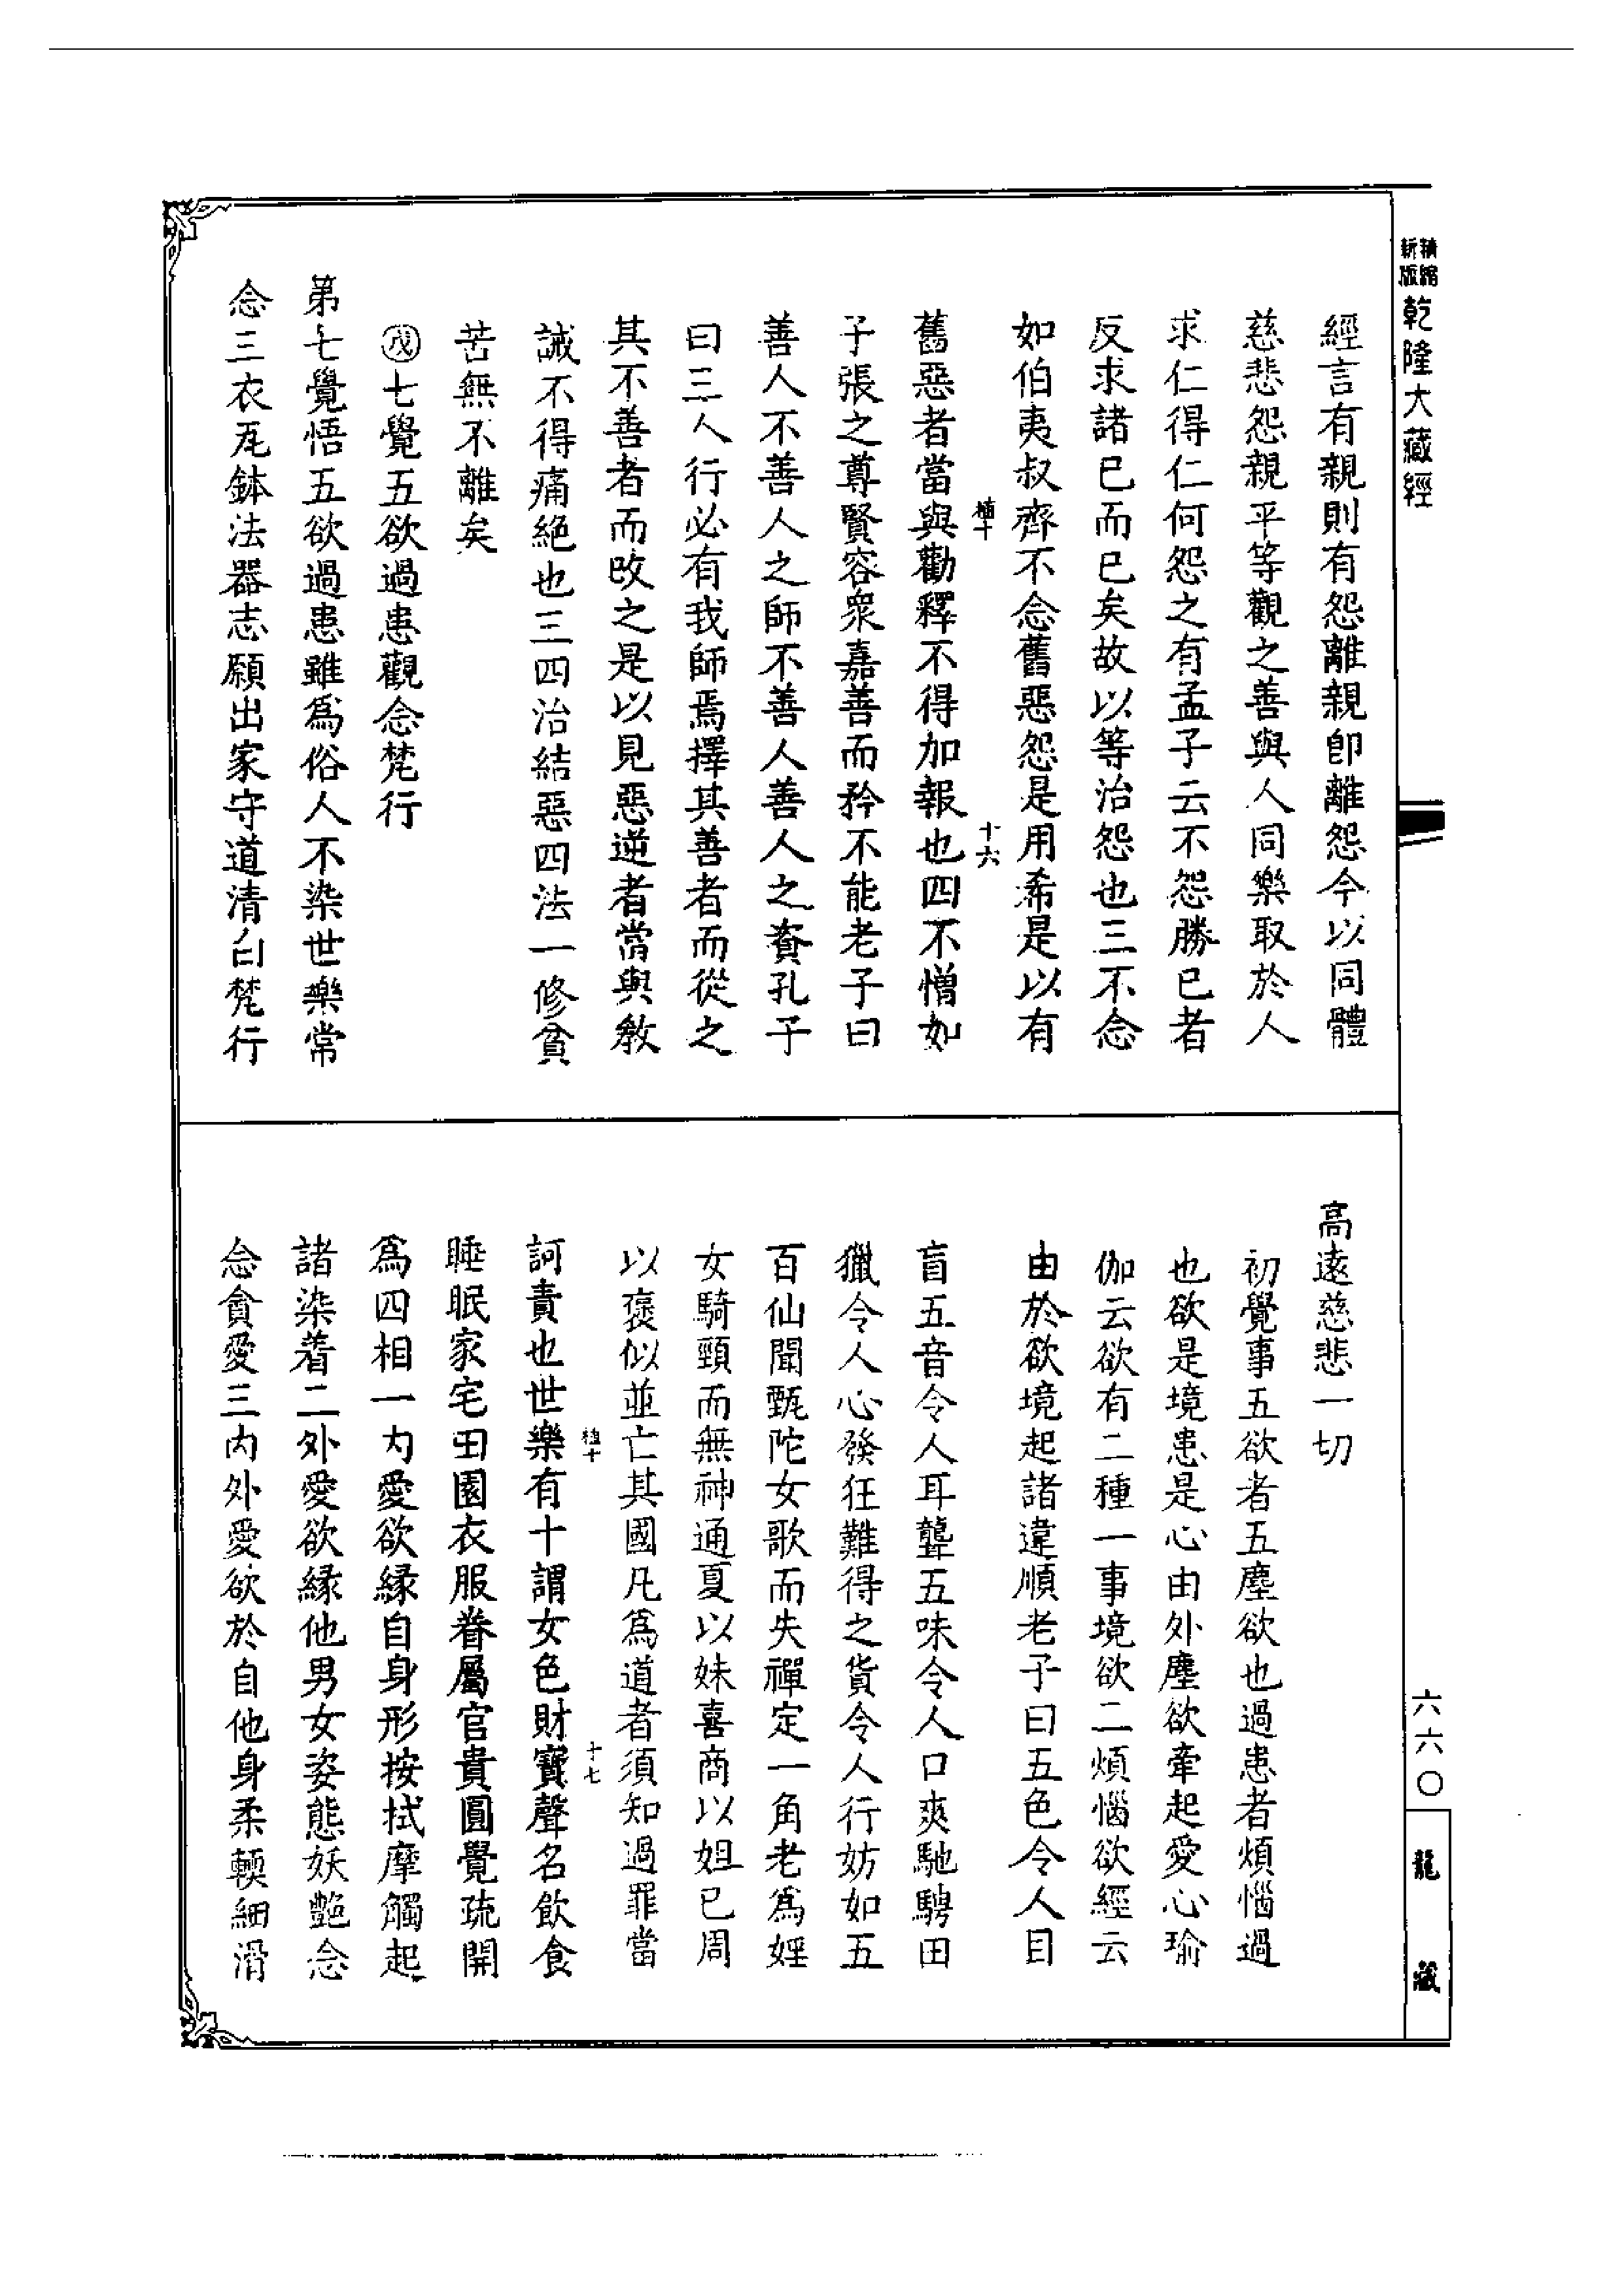 精縮新版乾隆大藏經
經言有親則有怨離親即離怨今以同體
慈悲怨親平等觀之善與人同樂取於人
求仁得仁何怨之有孟子云不怨勝已者
反求諸已而已矣故以等治怨也三不念
如伯夷叔齊不念舊惡怨是用希是以有
植十
十六
舊惡者當與勸釋不得加報也四不憎如
子張之尊賢容衆嘉善而矜不能老子曰
善人不善人之師不善人善人之資孔子
曰三人行必有我師焉擇其善者而從之
其不善者而改之是以見惡逆者當與教
誡不得痛絕也三四治結惡四法一修貧
苦無不離矣
戊七覺五欲過患觀念梵行
第七覺悟五欲過患雖爲俗人不染世樂常
念三衣瓦鉢法器志願出家守道清白梵行
高遠慈悲一切
初覺事五欲者五塵欲也過患者煩惱過
也欲是境患是心由外塵欲牽起愛心瑜
伽云欲有二種一事境欲二煩惱欲經云
由於欲境起諸違順老子曰五色令人目
盲五音令人耳聾五味令人口爽馳騁田
獵令人心發狂難得之貨令人行妨如五
百仙聞甄陀女歌而失禪定一角老爲婬
女騎頸而無神通夏以妹喜商以妲已周
以褒似並亡其國凡爲道者須知過罪當
植十
十七
訶責也世樂有十謂女色財寶聲名飲食
睡眠家宅田園衣服眷屬官貴圓覺疏開
爲四相一內愛欲緣自身形按拭摩觸起
諸染着二外愛欲緣他男女姿態妖艷念
念貪愛三內外愛欲於自他身柔輭細滑
六六〇
龍藏